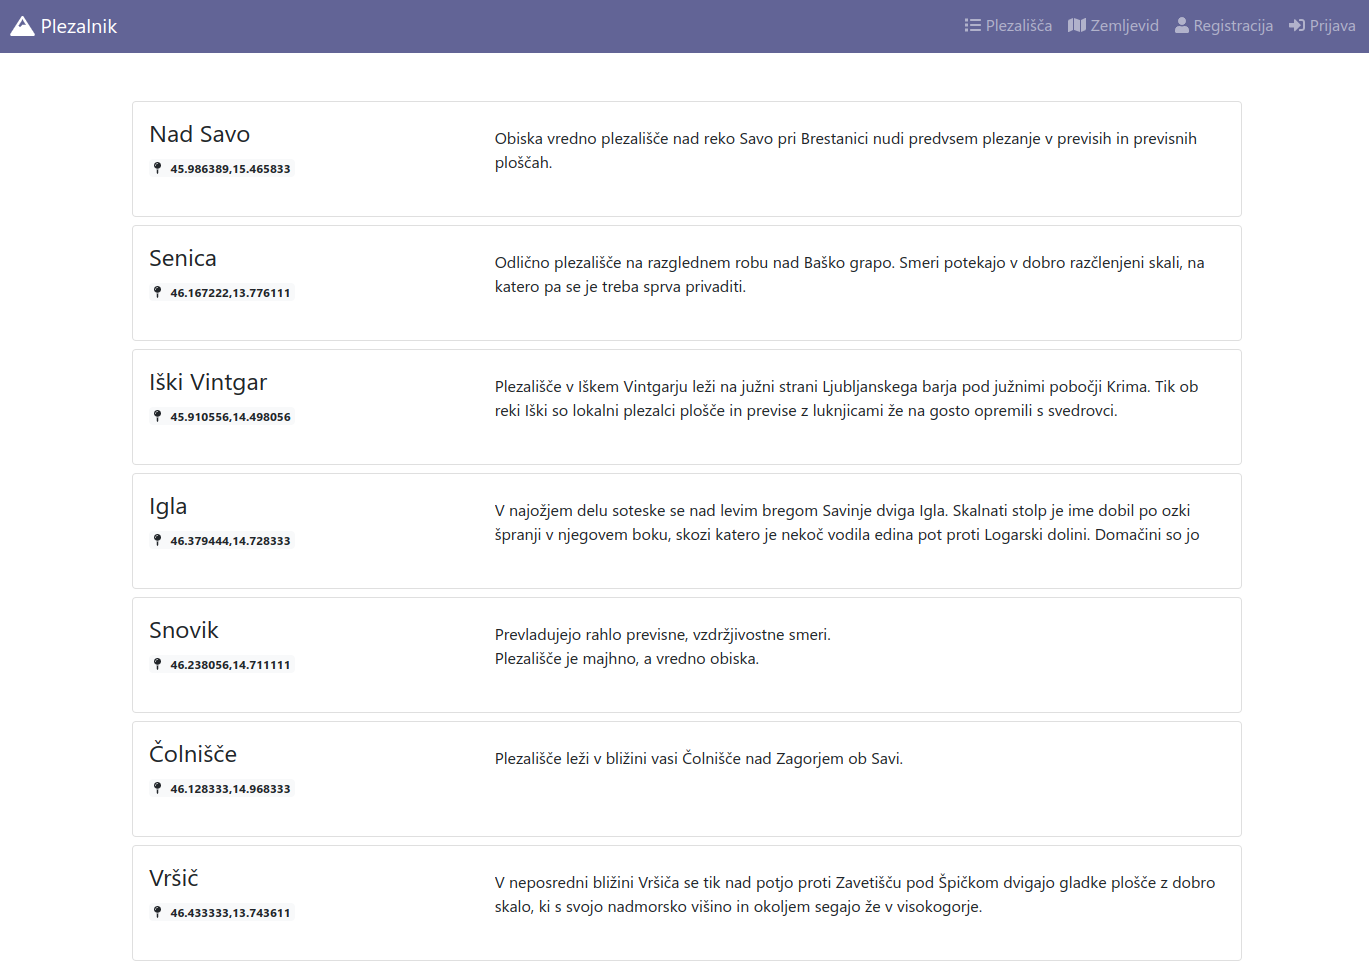 Plezalnik
Plezališča
Zemljevid
Registracija
Prijava
Nad Savo
45.986389,15.465833
Obiska vredno plezališče nad reko Savo pri Brestanici nudi predvsem plezanje v previsih in previsnih
ploščah.
Senica
46.167222,13.776111
Odlično plezališče na razglednem robu nad Baško grapo. Smeri potekajo v dobro razčlenjeni skali, na
katero pa se je treba sprva privaditi.
Iški Vintgar
45.910556,14.498056
Plezališče v Iškem Vintgarju leži na južni strani Ljubljanskega barja pod južnimi pobočji Krima. Tik ob
reki Iški so lokalni plezalci plošče in previse z luknjicami že na gosto opremili s svedrovci.
Igla
46.379444,14.728333
V najožjem delu soteske se nad levim bregom Savinje dviga Igla. Skalnati stolp je ime dobil po ozki
špranji v njegovem boku, skozi katero je nekoč vodila edina pot proti Logarski dolini. Domačini so jo
Snovik
46.238056,14.711111
Prevladujejo rahlo previsne, vzdržjivostne smeri.
Plezališče je majhno, a vredno obiska.
Čolnišče
46.128333,14.968333
Plezališče leži v bližini vasi Čolnišče nad Zagorjem ob Savi.
Vršič
46.433333,13.743611
V neposredni bližini Vršiča se tik nad potjo proti Zavetišču pod Špičkom dvigajo gladke plošče z dobro
skalo, ki s svojo nadmorsko višino in okoljem segajo že v visokogorje.